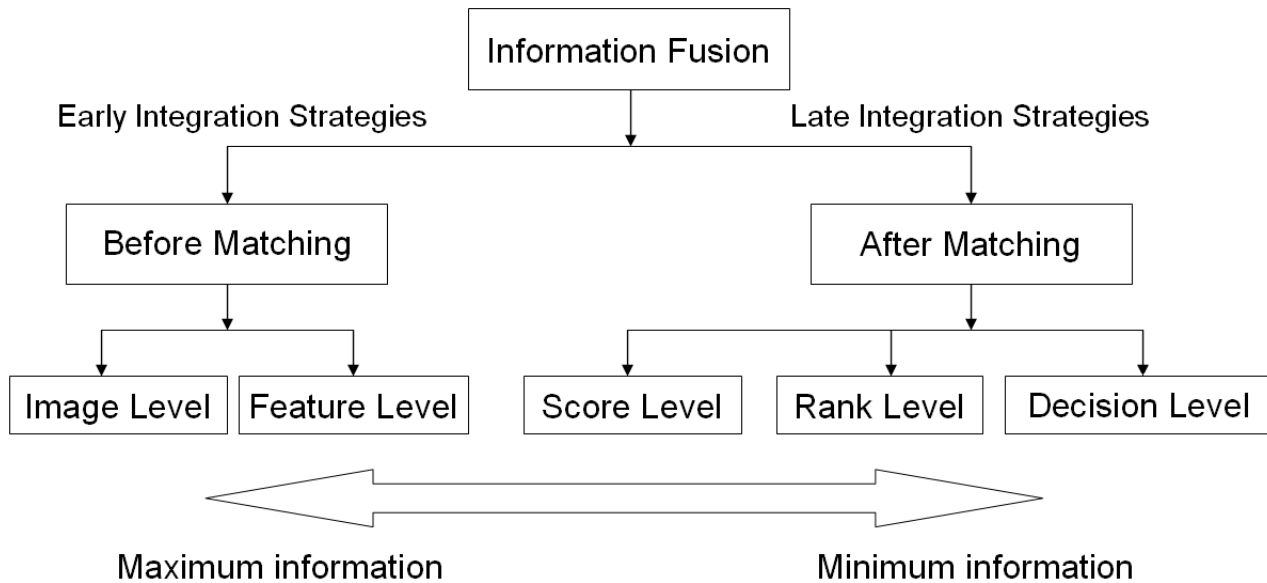 Information Fusion
Early Integration Strategies
Late Integration Strategies
Before Matching
After Matching
Image Level
Feature Level
Score Level
Rank Level
Decision Level
Maximum information
Minimum information